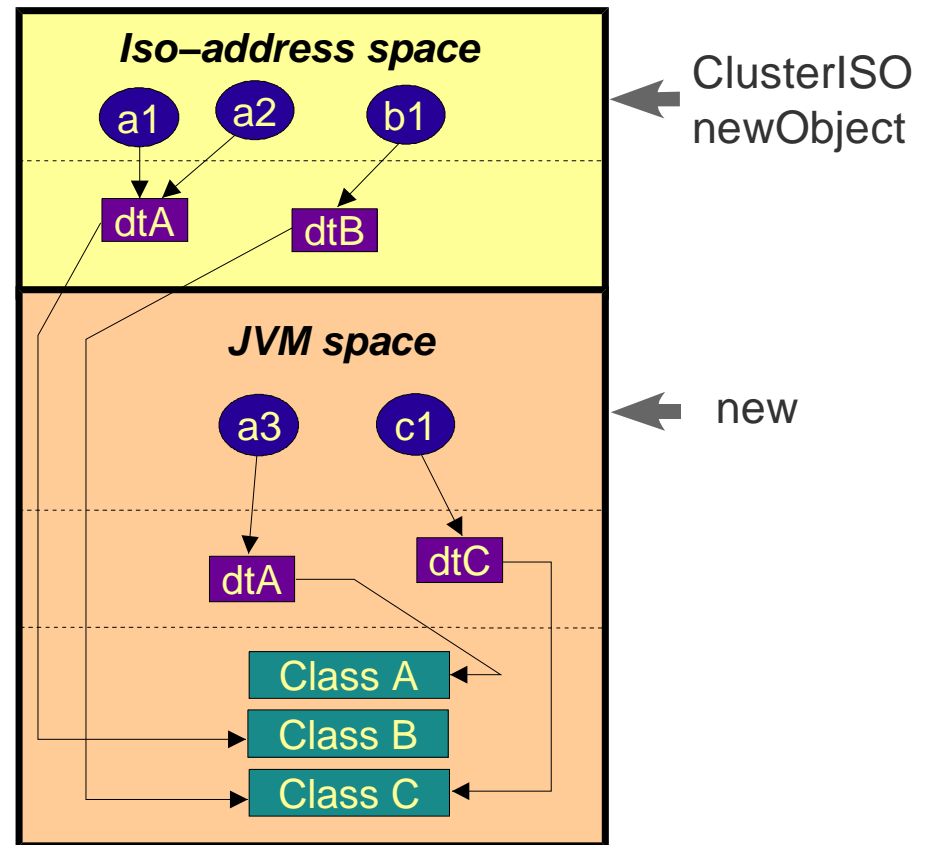 Iso–address space
ClusterISO
newObject
a1
a2
b1
dtA
dtB
JVM space
new
a3
c1
dtA
dtC
Class A
Class B
Class C